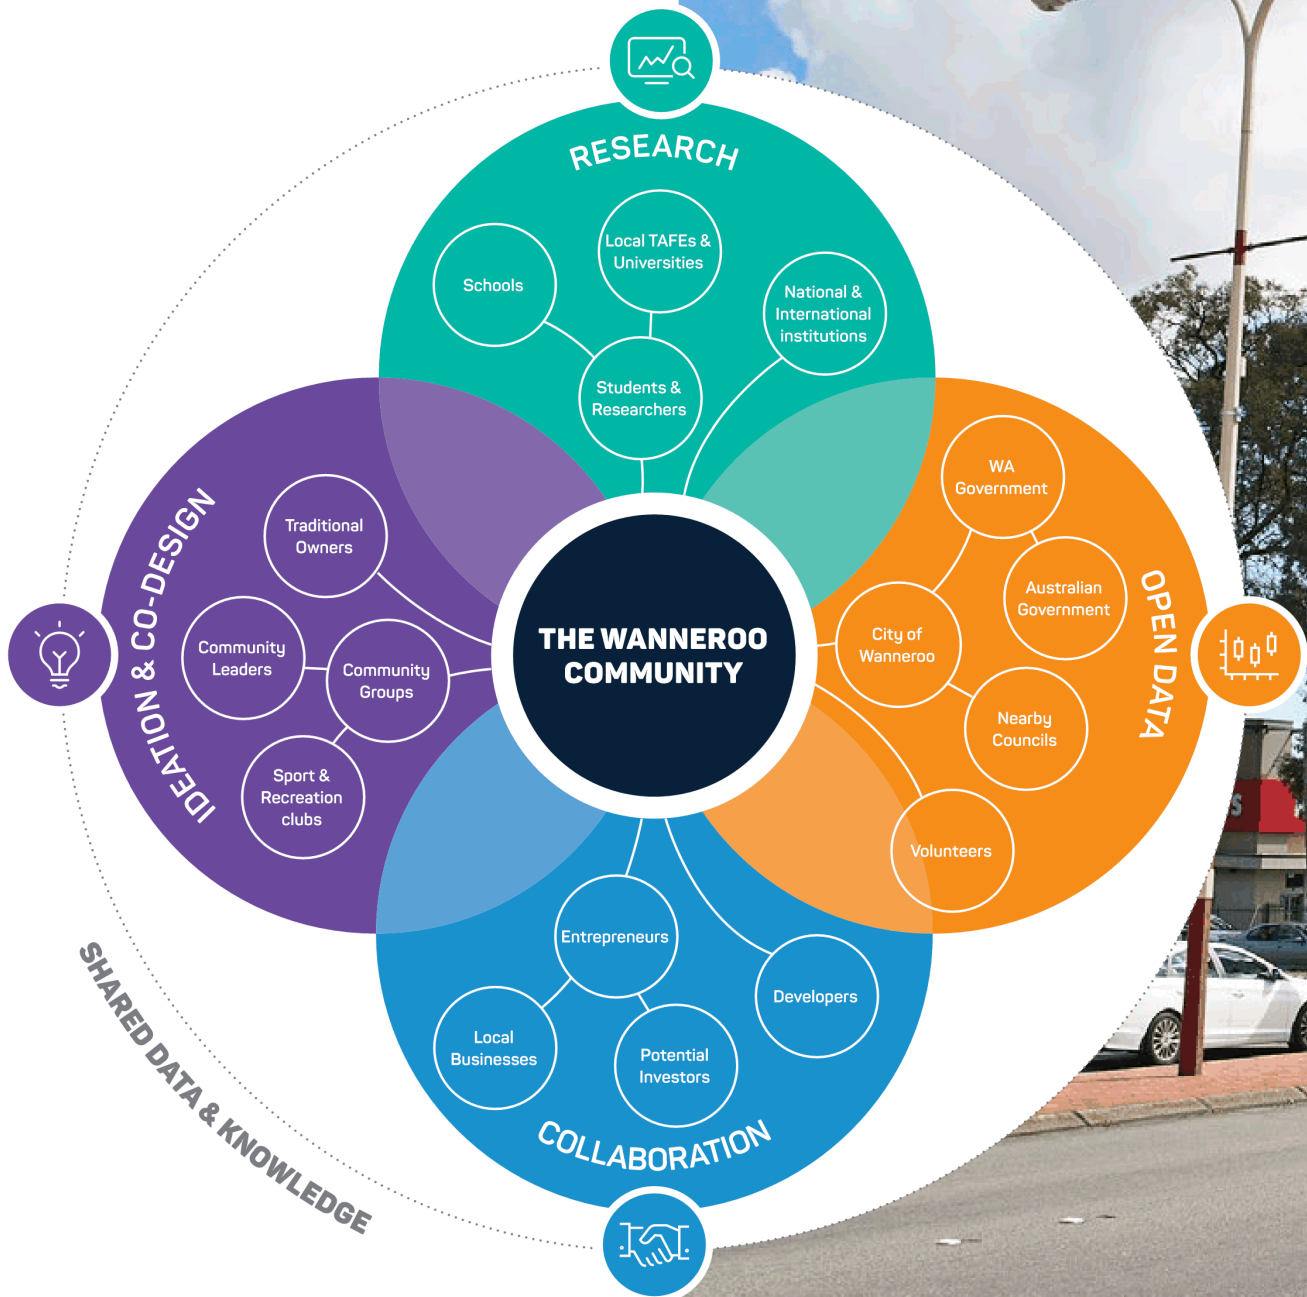 RESEARCH
Local TAFEs &
Universities
Schools
National &
International
institutions
Students &
Researchers
IDEATION & CO-DESIGN
Traditional
Owners
Community
Leaders
Community
Groups
Sport &
Recreation
clubs
THE WANNEROO
COMMUNITY
OPEN DATA
WA
Government
Australian
Government
City of
Wanneroo
Nearby
Councils
Volunteers
Entrepreneurs
Developers
Local
Businesses
Potential
Investors
COLLABORATION
SHARED DATA & KNOWLEDGE
S